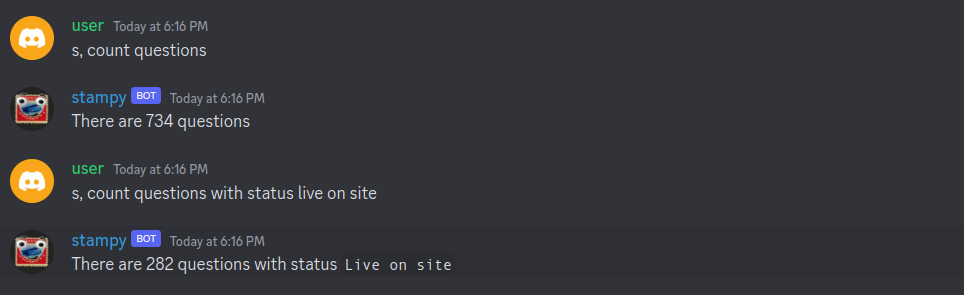 user Today at 6:16 PM
s, count questions
stampy BOT Today at 6:16 PM
There are 734 questions
user Today at 6:16 PM
s, count questions with status live on site
stampy BOT Today at 6:16 PM
There are 282 questions with status Live on site